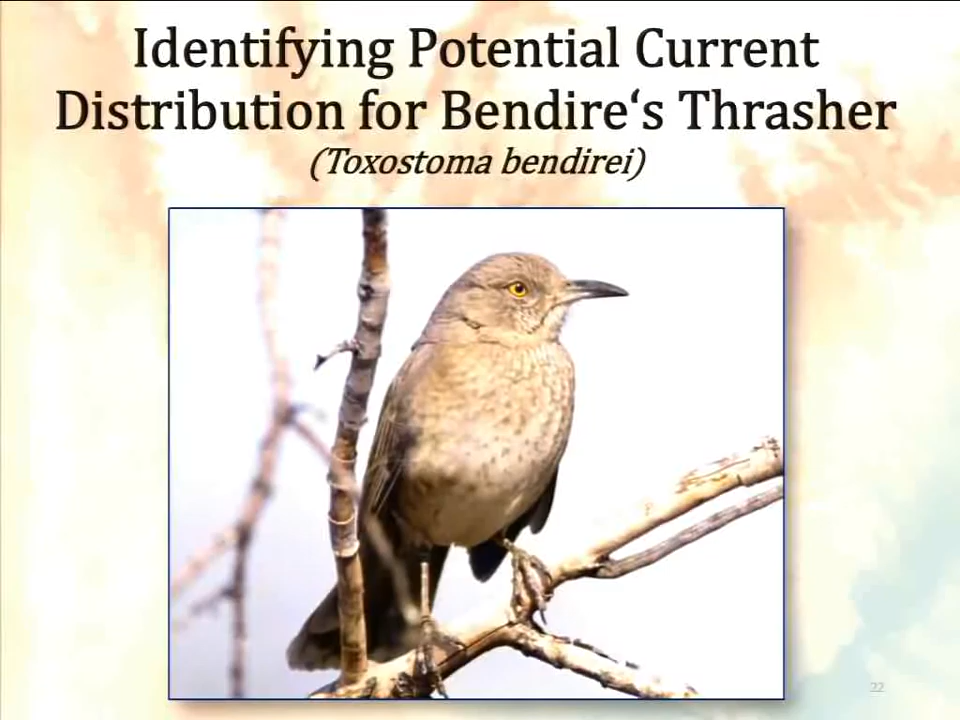 Identifying Potential Current
Distribution for Bendire‘s Thrasher
(Toxostoma bendirei)
22